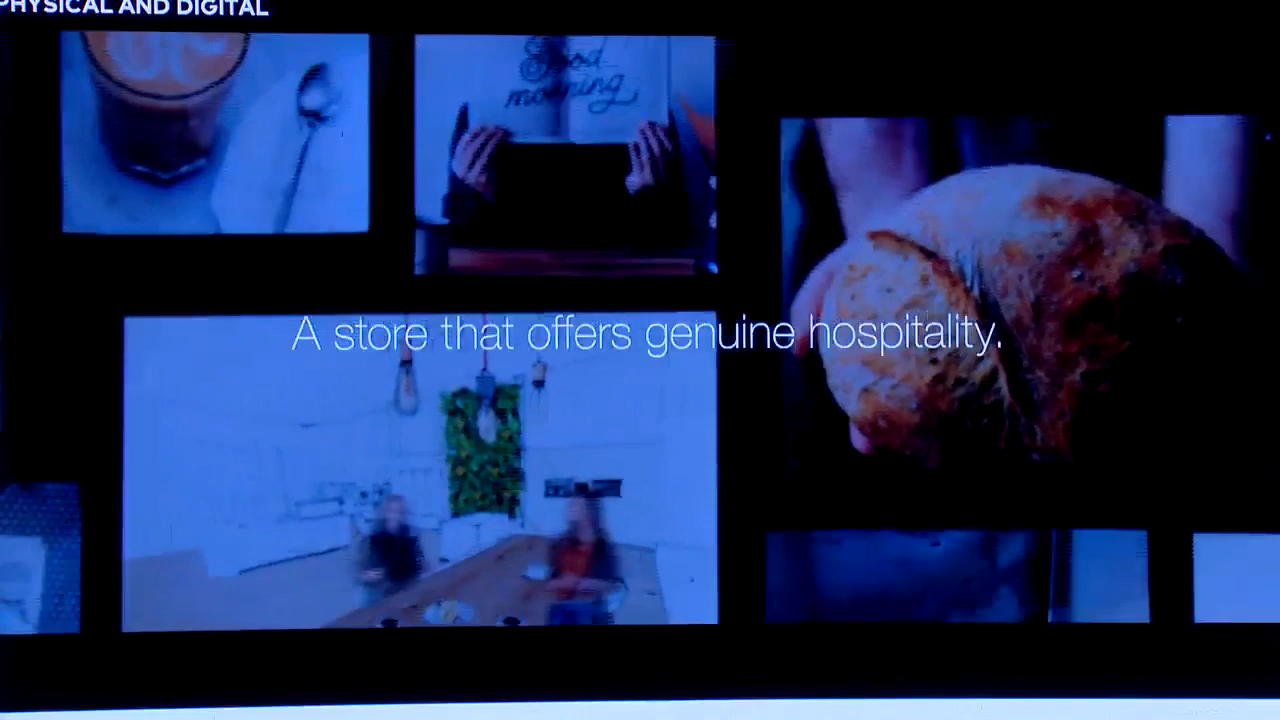 PHYSICAL AND DIGITAL
Good
morning
A store that offers genuine hospitality.